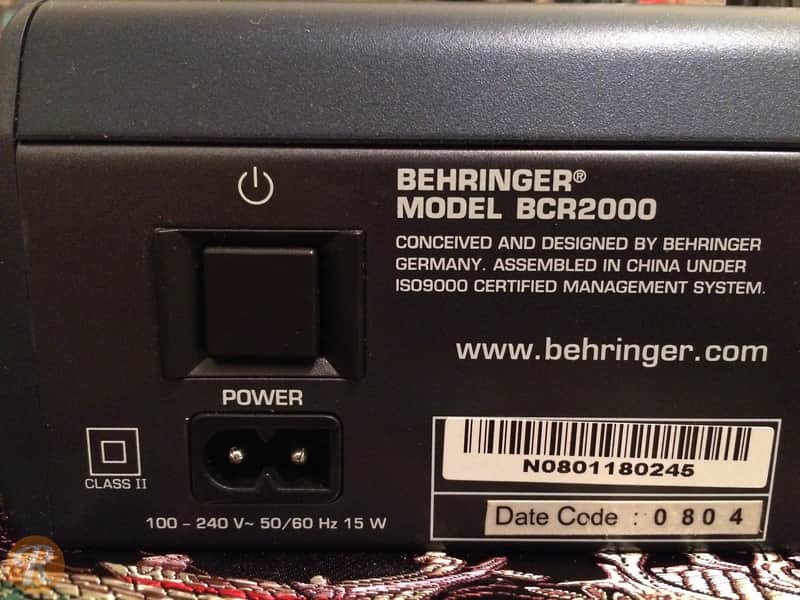 BEHRINGER®
MODEL BCR2000
CONCEIVED AND DESIGNED BY BEHRINGER
GERMANY. ASSEMBLED IN CHINA UNDER
ISO9000 CERTIFIED MANAGEMENT SYSTEM.
www.behringer.com
POWER
CLASS II
100 - 240 V~ 50/60 Hz 15 W
N0801180245
Date Code : 0804